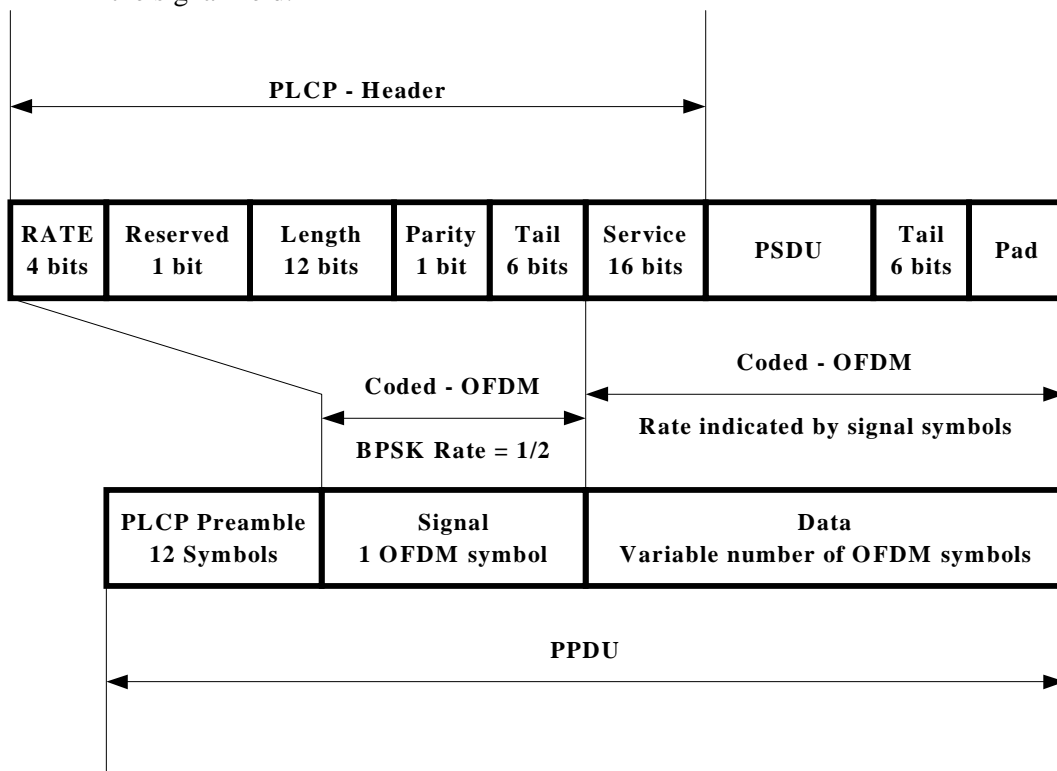 PLCP - Header
RATE Reserved Length Parity Tail Service PSDU Tail Pad
4 bits 1 bit 12 bits 1 bit 6 bits 16 bits 6 bits
Coded - OFDM
BPSK Rate = 1/2
Coded - OFDM
Rate indicated by signal symbols
PLCP Preamble Signal Data
12 Symbols 1 OFDM symbol Variable number of OFDM symbols
PPDU